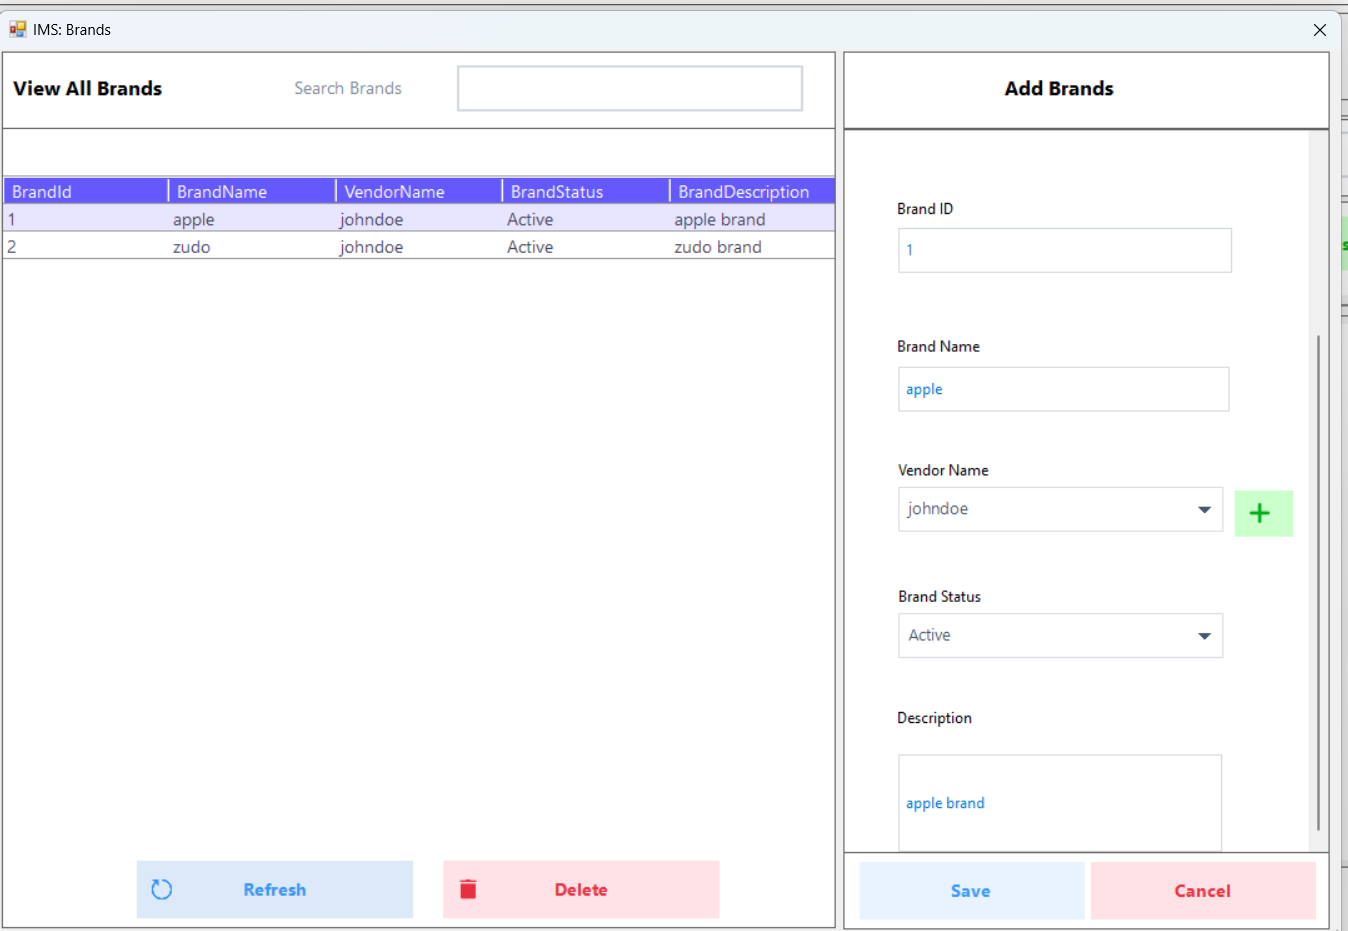 IMS: Brands
View All Brands
Search Brands
BrandId BrandName VendorName BrandStatus BrandDescription
1 apple johndoe Active apple brand
2 zudo johndoe Active zudo brand
Refresh
Delete
Add Brands
Brand ID
1
Brand Name
apple
Vendor Name
johndoe
Brand Status
Active
Description
apple brand
Save
Cancel